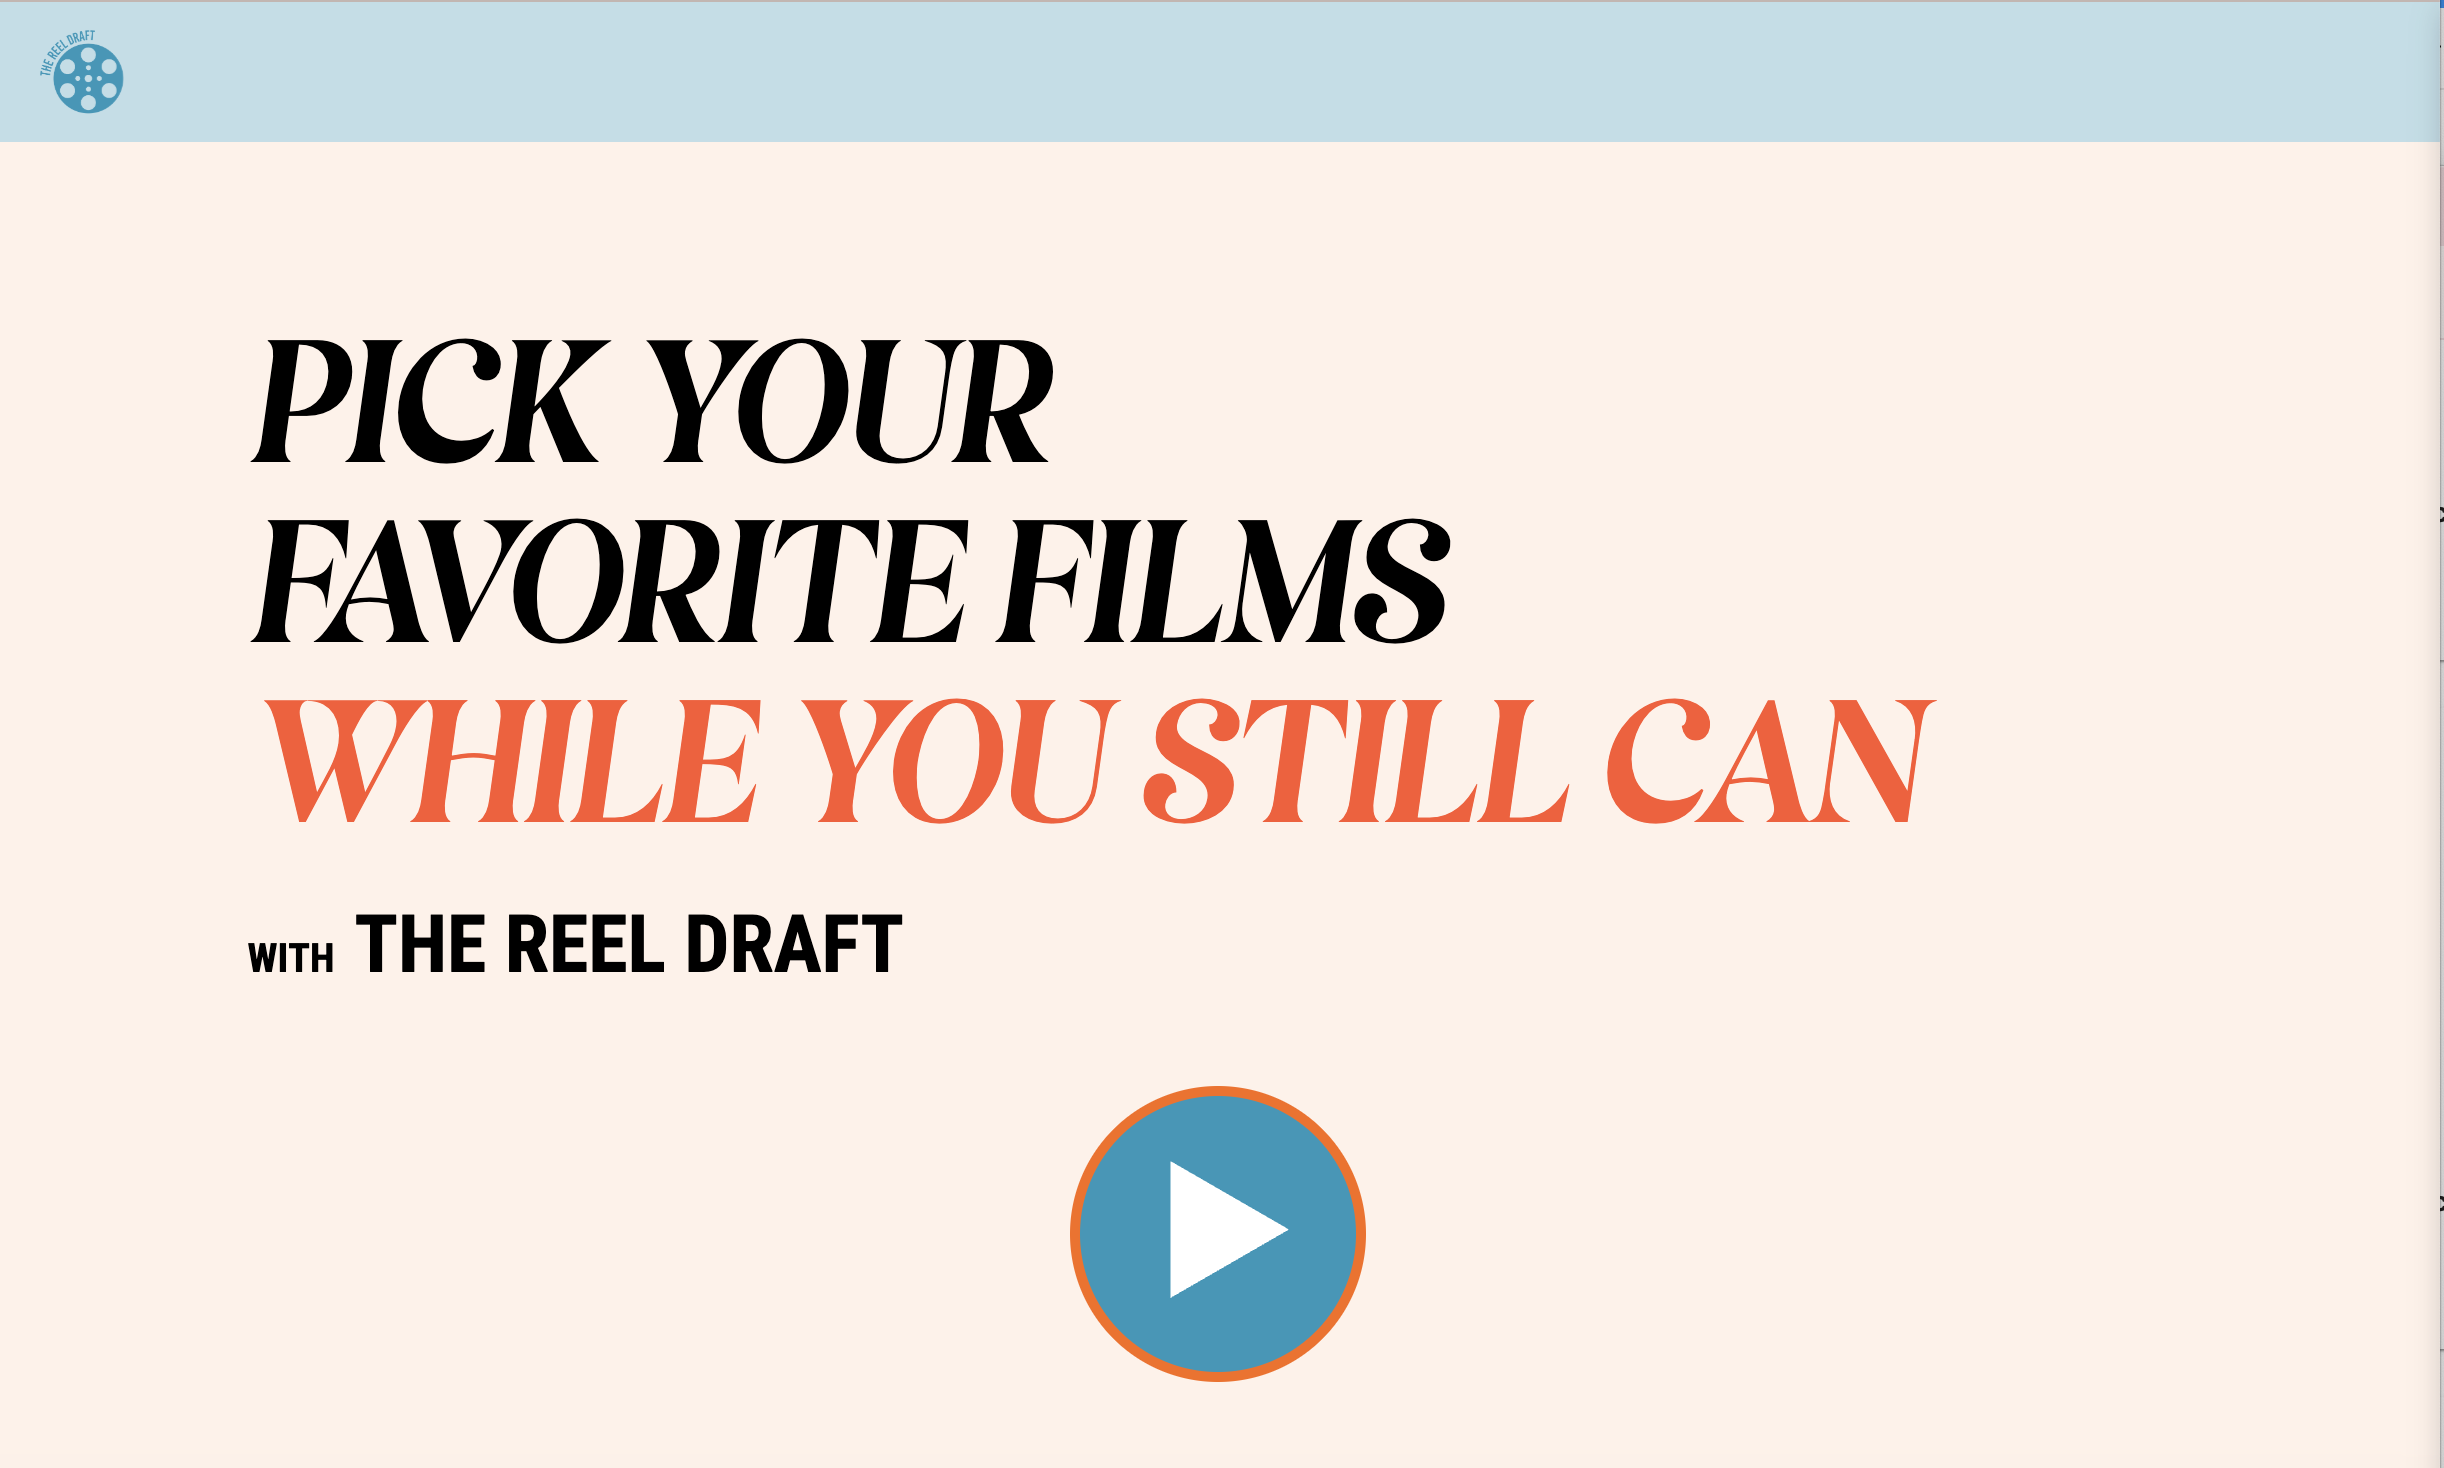 THE REEL DRAFT
PICK YOUR
FAVORITE FILMS
WHILE YOU STILL CAN
WITH THE REEL DRAFT